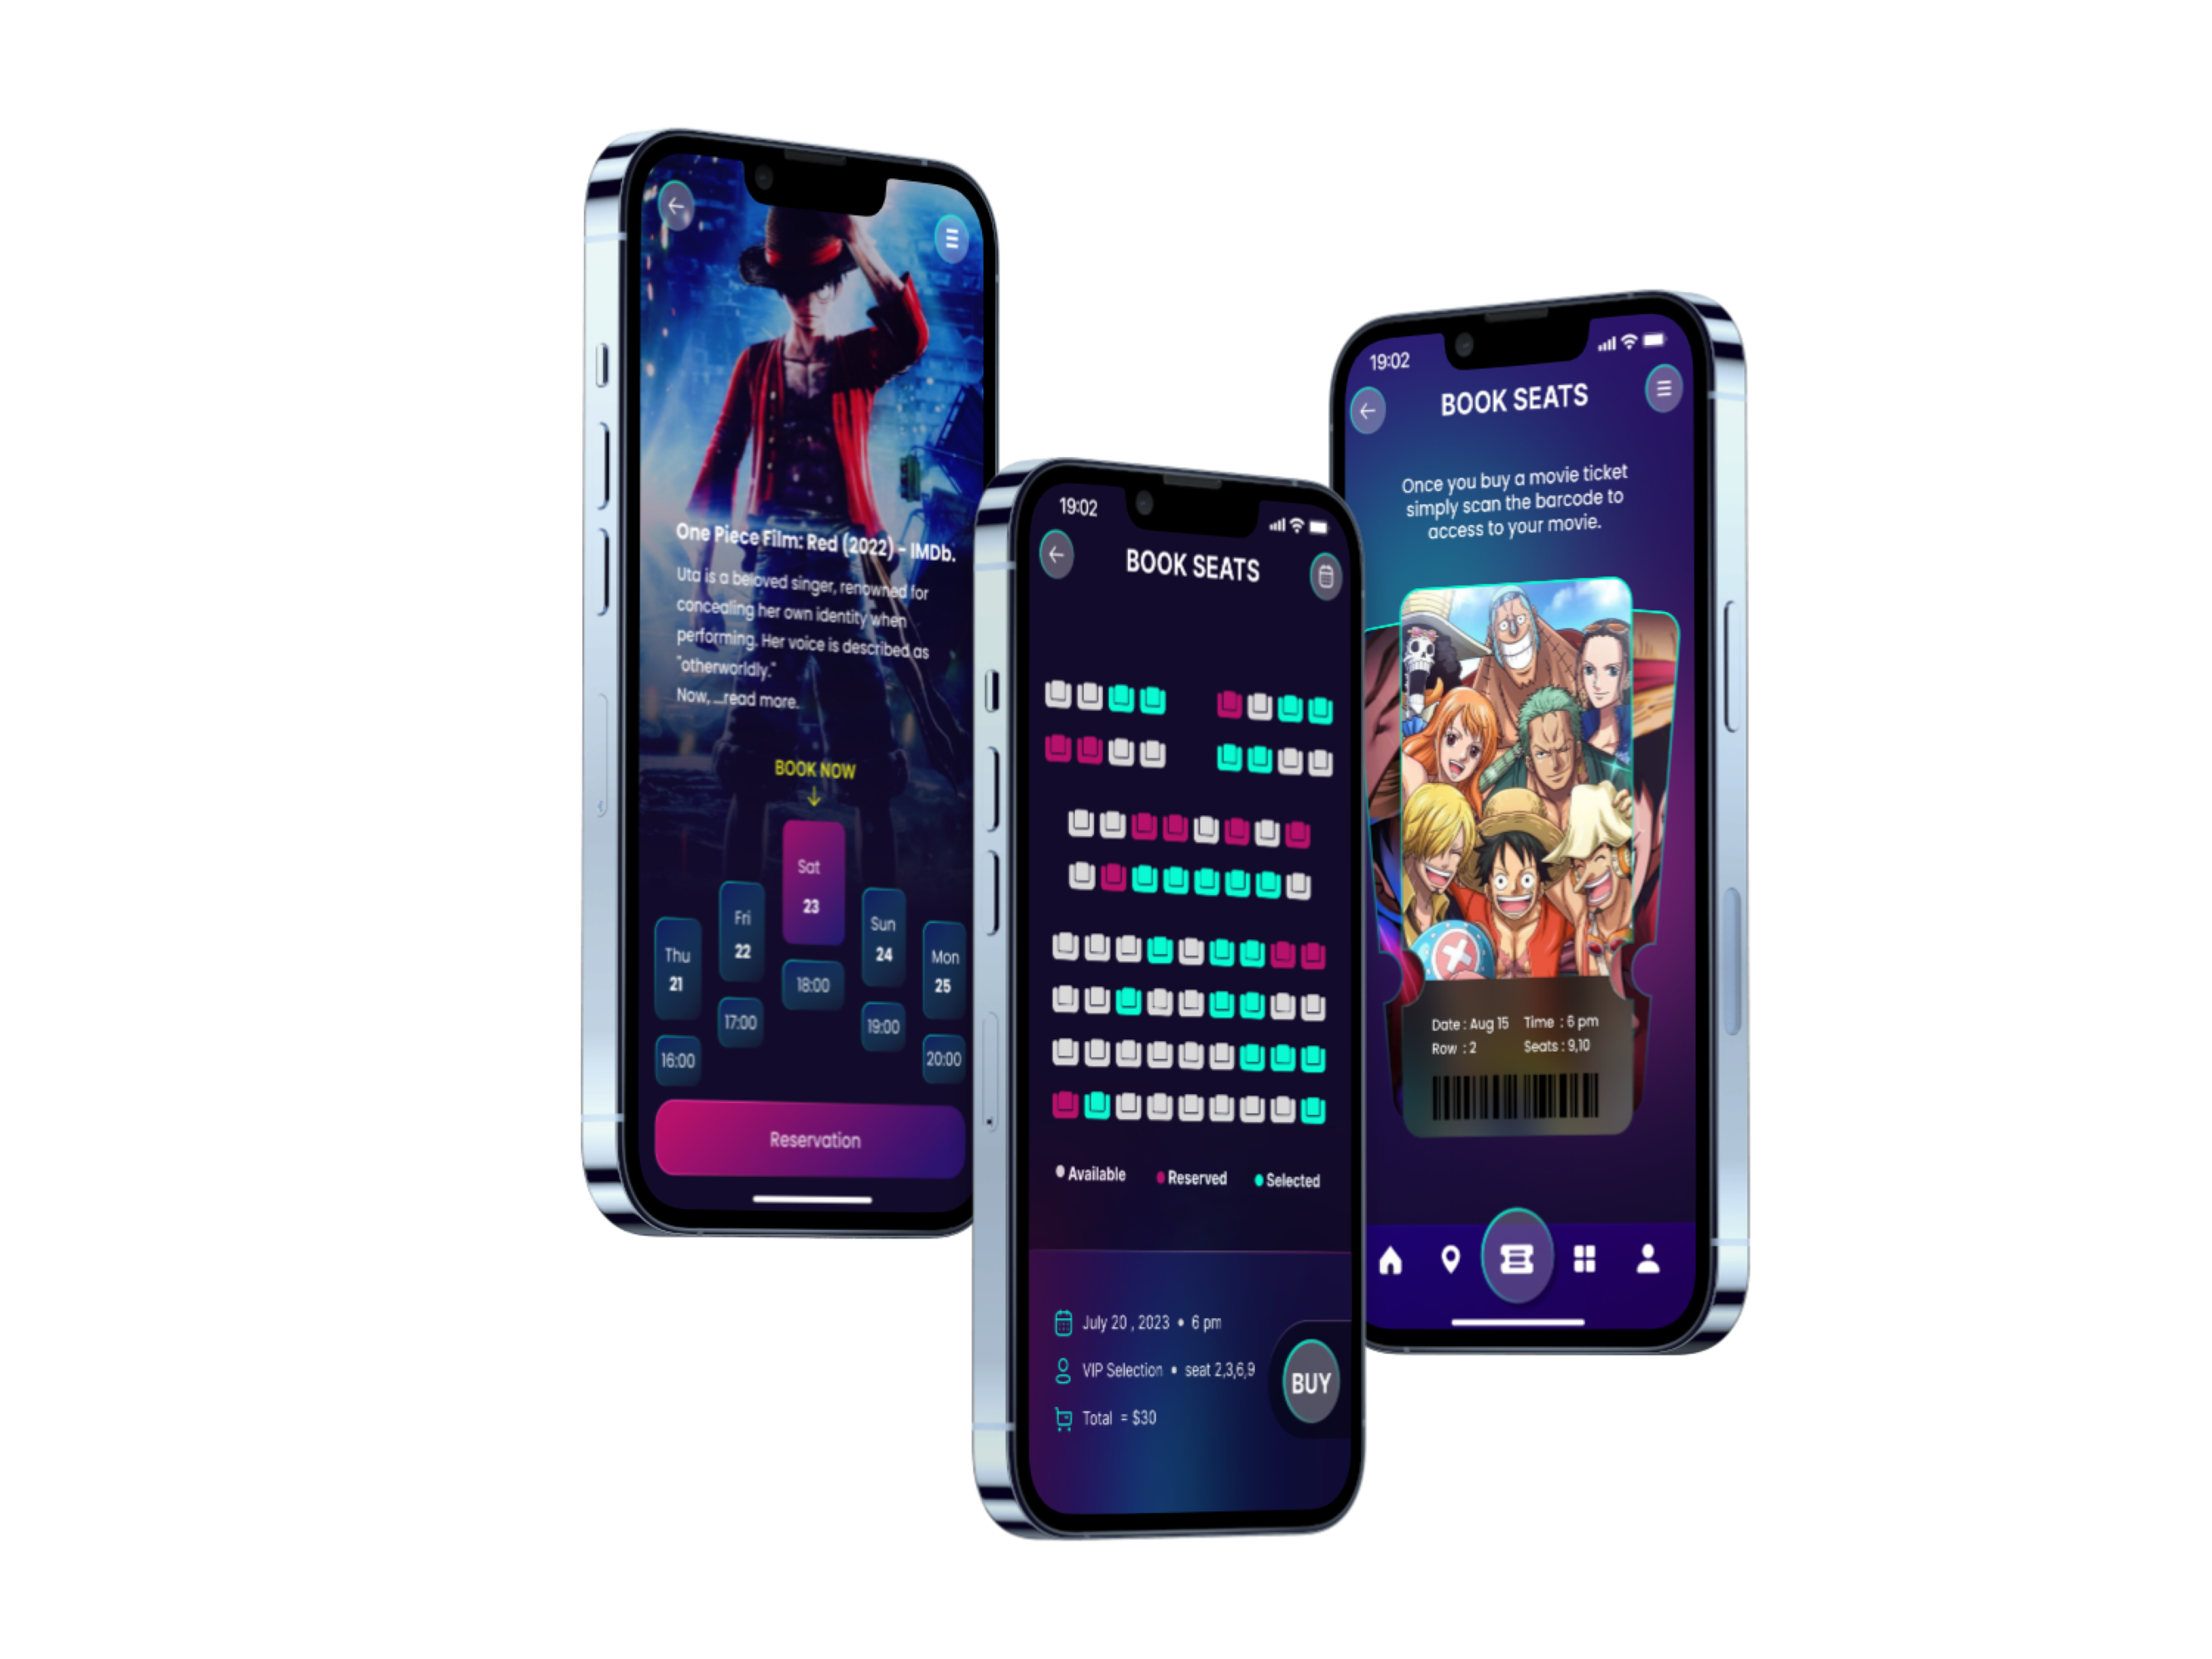 One Piece Film: Red (2022) - IMDb.
Uta is a beloved singer, renowned for
concealing her own identity when
performing. Her voice is described as
"otherworldly."
Now, ...read more.
BOOK NOW
Thu
21
16:00
Fri
22
17:00
Sat
23
18:00
Sun
24
19:00
Mon
25
20:00
Reservation
19:02
BOOK SEATS
Available
Reserved
Selected
July 20 , 2023 • 6 pm
VIP Selection • seat 2,3,6,9
Total = $30
BUY
19:02
BOOK SEATS
Once you buy a movie ticket
simply scan the barcode to
access to your movie.
Date : Aug 15 Time : 6 pm
Row : 2 Seats : 9,10